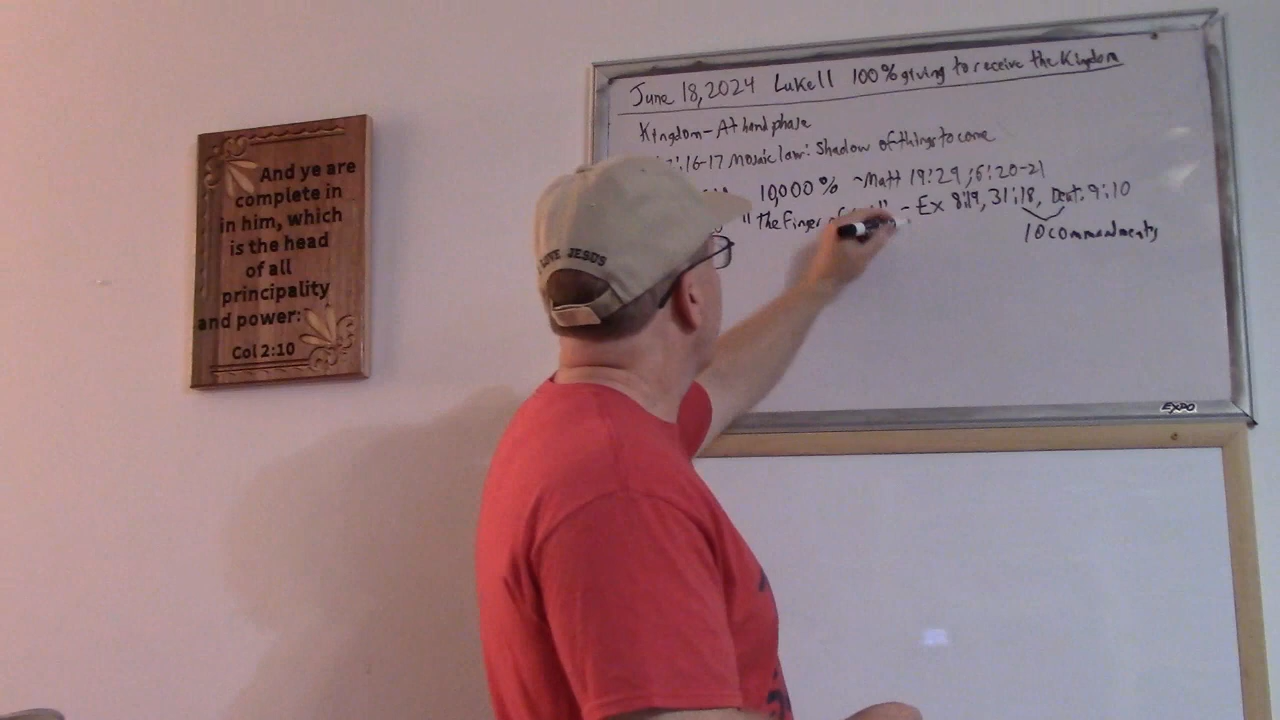 And ye are
complete in
in him, which
is the head
of all
principality
and power:
Col 2:10
June 18, 2024 Luke 11 100% giving to receive the Kingdom
Kingdom - At hand phase
:16-17 Mosaic law: Shadow of things to come
10,000% ~Matt 19:29 ; 6:20-21
"the finger - Ex 8:19, 31:18, Deut. 9:10
10 commandments
LOVE JESUS
EXPO